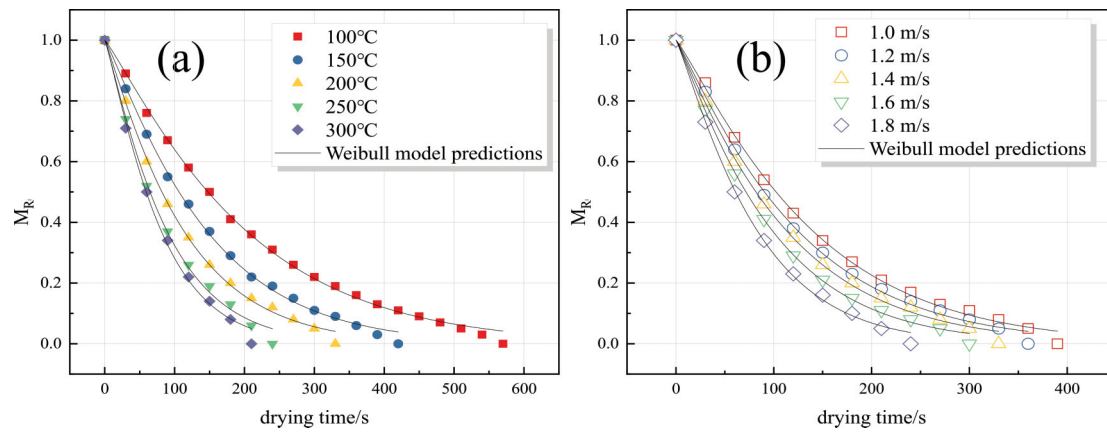 (a)
100°C
150°C
200°C
250°C
300°C
Weibull model predictions
1.0
0.8
0.6
0.4
0.2
0.0
M_R
0 100 200 300 400 500 600
drying time/s
(b)
1.0 m/s
1.2 m/s
1.4 m/s
1.6 m/s
1.8 m/s
Weibull model predictions
1.0
0.8
0.6
0.4
0.2
0.0
M_R
0 100 200 300 400
drying time/s